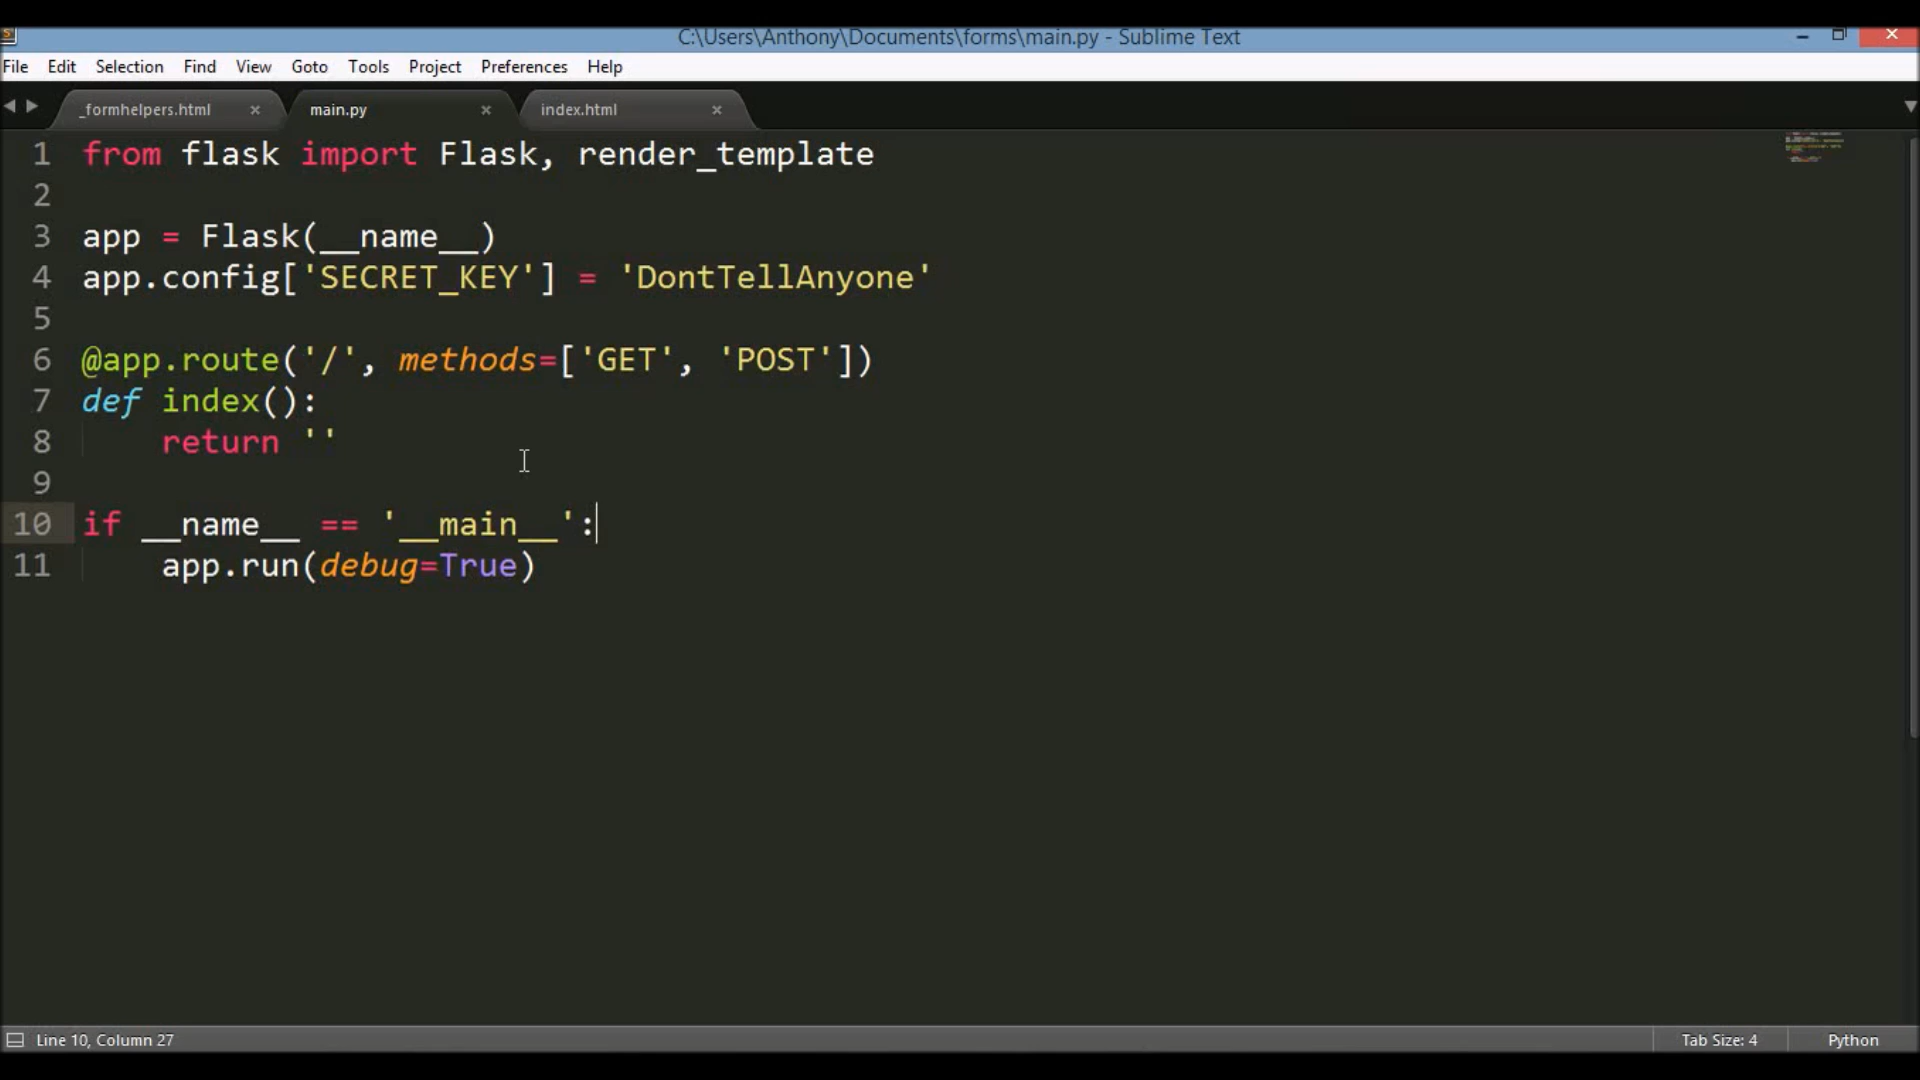 C:\Users\Anthony\Documents\forms\main.py - Sublime Text
File Edit Selection Find View Goto Tools Project Preferences Help
_formhelpers.html main.py index.html
1 from flask import Flask, render_template
2
3 app = Flask(__name__)
4 app.config['SECRET_KEY'] = 'DontTellAnyone'
5
6 @app.route('/', methods=['GET', 'POST'])
7 def index():
8     return ''
9
10 if __name__ == '__main__':
11     app.run(debug=True)
Line 10, Column 27 Tab Size: 4 Python